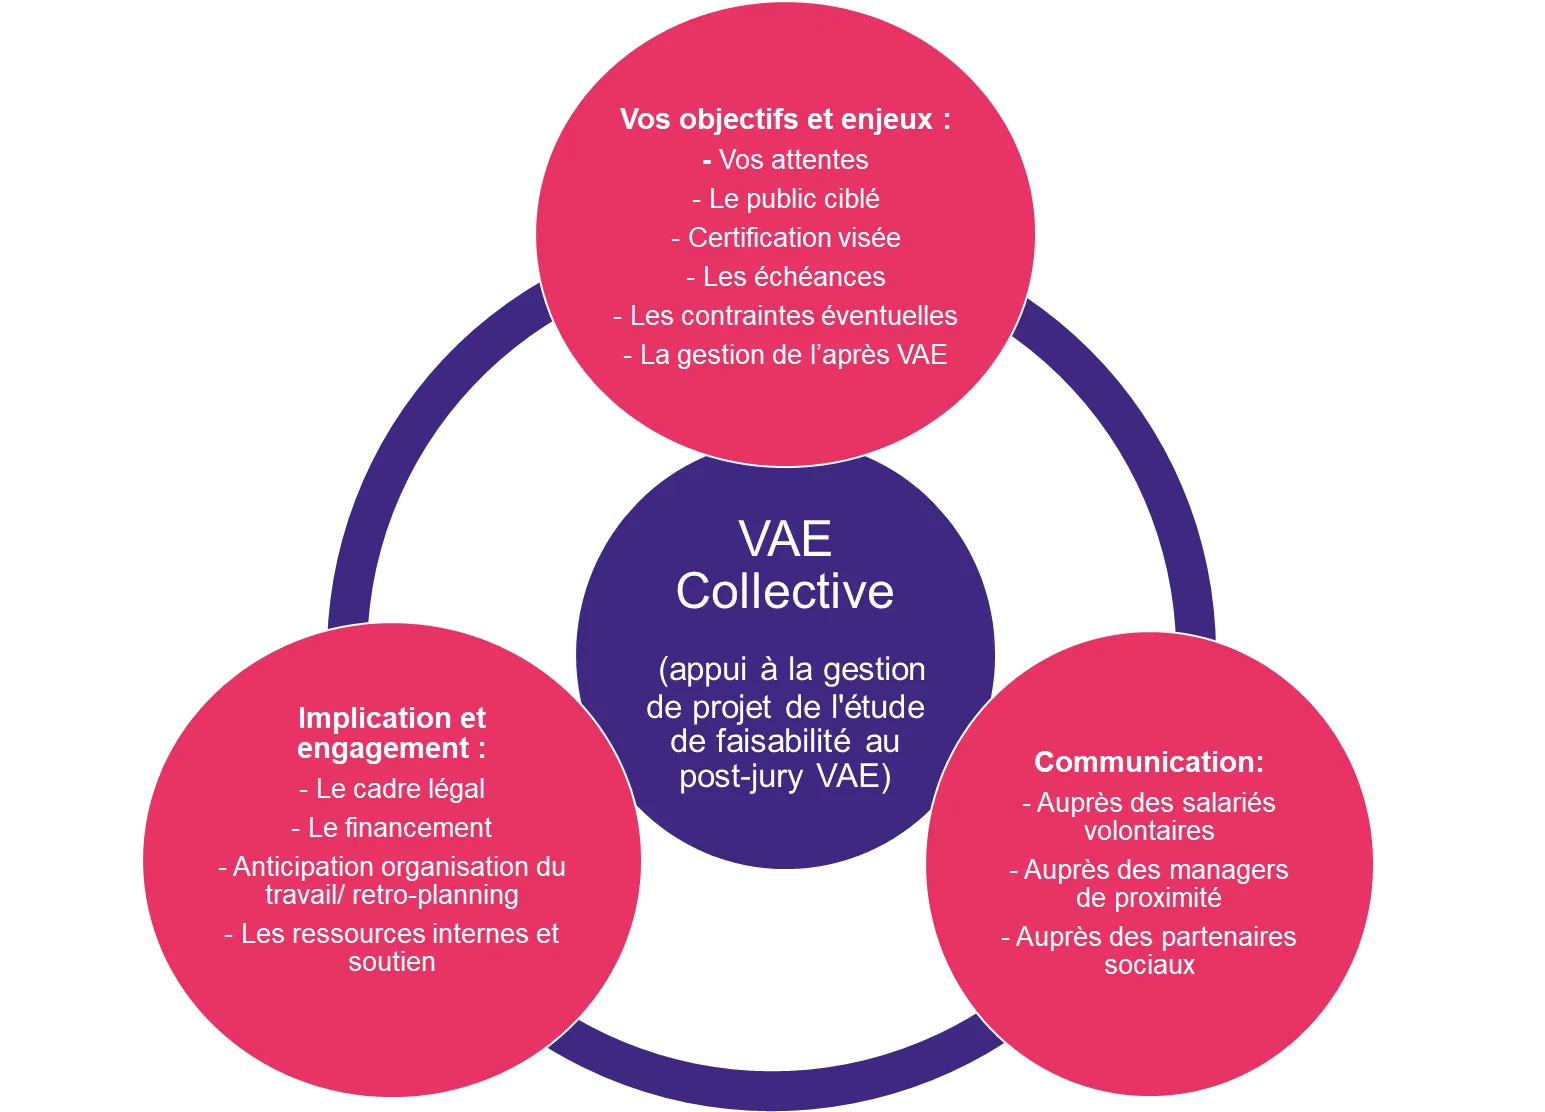 Vos objectifs et enjeux :
- Vos attentes
- Le public ciblé
- Certification visée
- Les échéances
- Les contraintes éventuelles
- La gestion de l’après VAE
VAE
Collective
(appui à la gestion
de projet de l'étude
de faisabilité au
post-jury VAE)
Implication et
engagement :
- Le cadre légal
- Le financement
- Anticipation organisation du
travail/ retro-planning
- Les ressources internes et
soutien
Communication:
- Auprès des salariés
volontaires
- Auprès des managers
de proximité
- Auprès des partenaires
sociaux